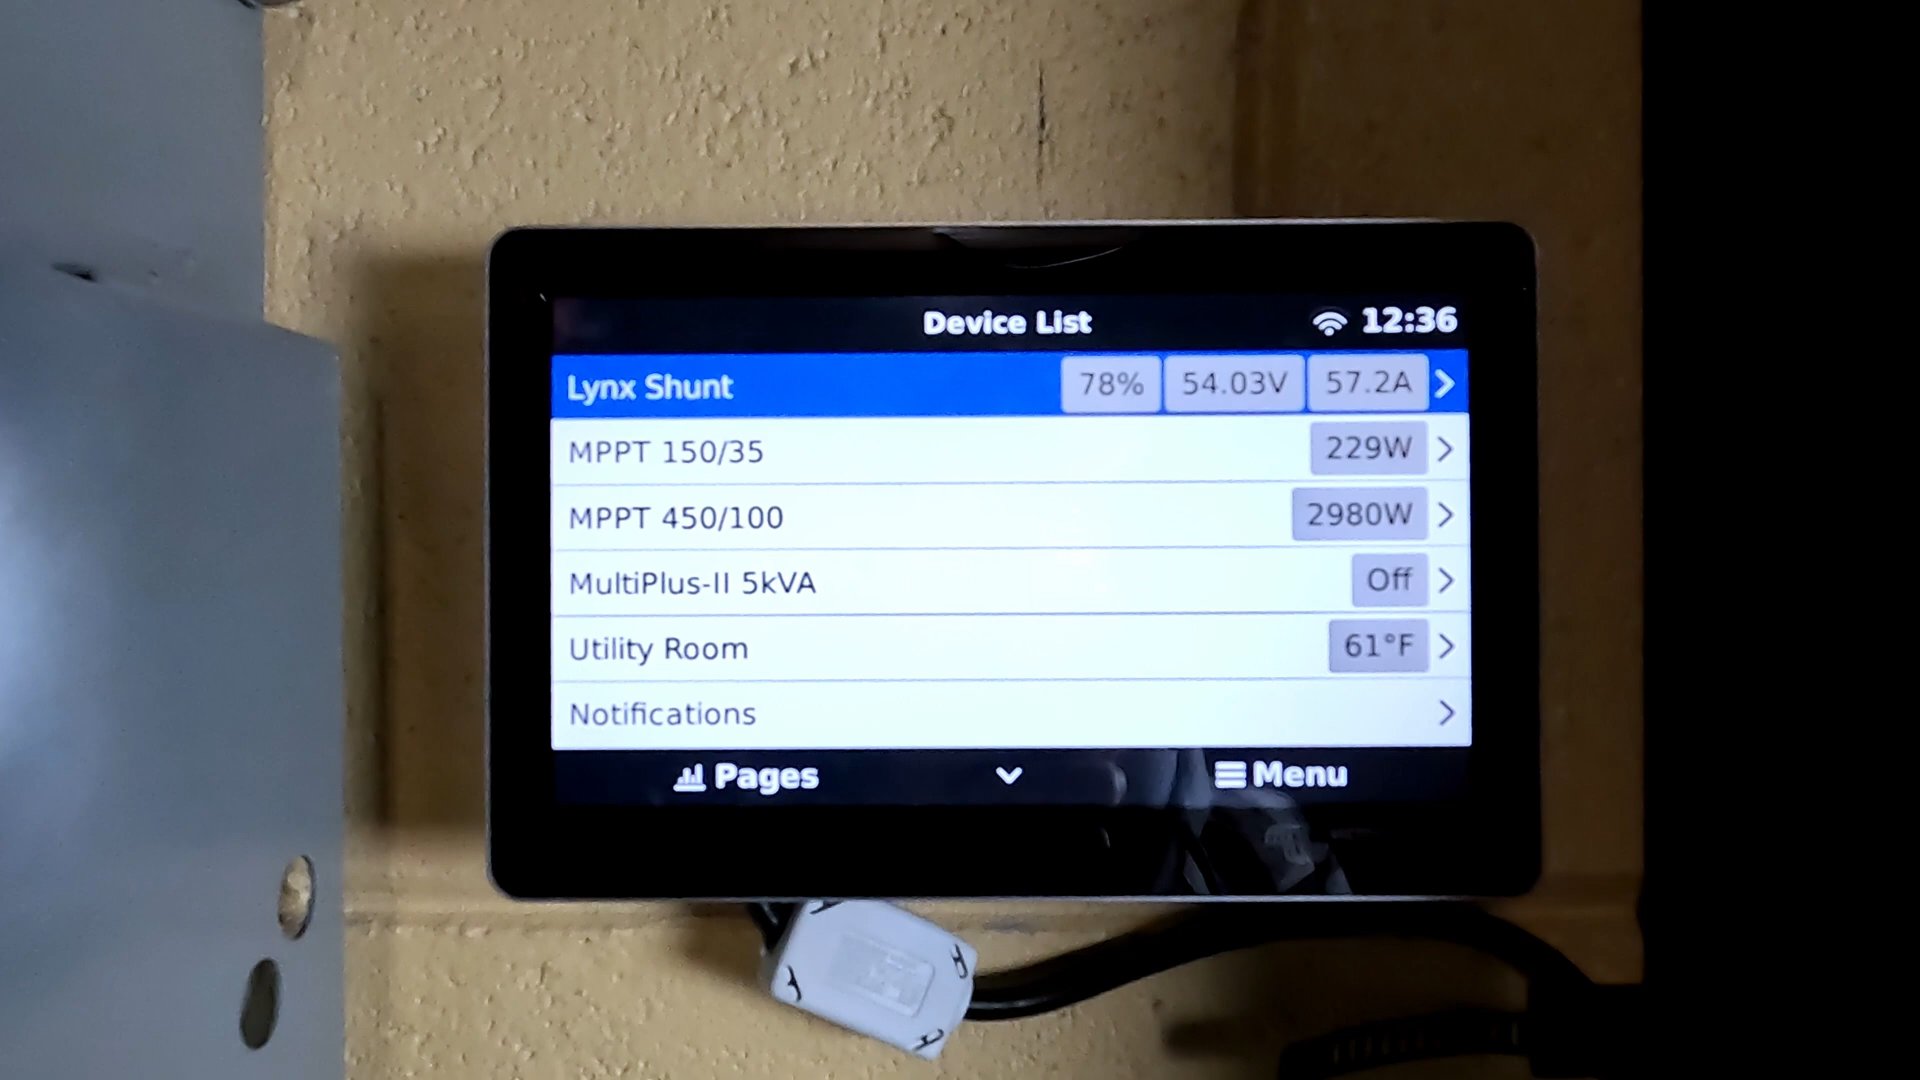 Device List 12:36
Lynx Shunt 78% 54.03V 57.2A
MPPT 150/35 229W
MPPT 450/100 2980W
MultiPlus-II 5kVA Off
Utility Room 61°F
Notifications
Pages Menu